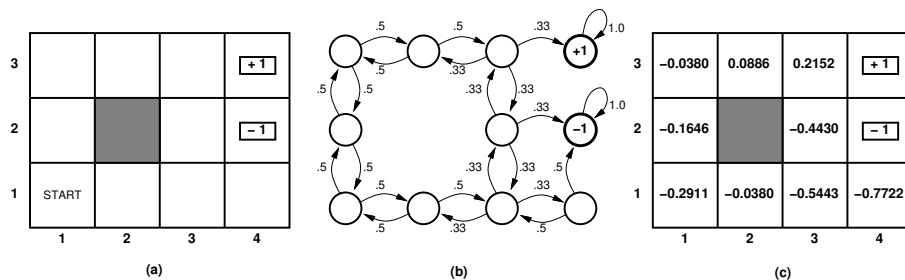 3 + 1
2 − 1
1 START
1 2 3 4
(a)
.5 .5 .33 1.0
+1
.5 .33
.5 .5 .33 .33
.33 1.0
−1
.5 .5 .33 .33 .5
.5 .5 .33
.5 .33 .5
(b)
3 −0.0380 0.0886 0.2152 + 1
2 −0.1646 −0.4430 − 1
1 −0.2911 −0.0380 −0.5443 −0.7722
1 2 3 4
(c)